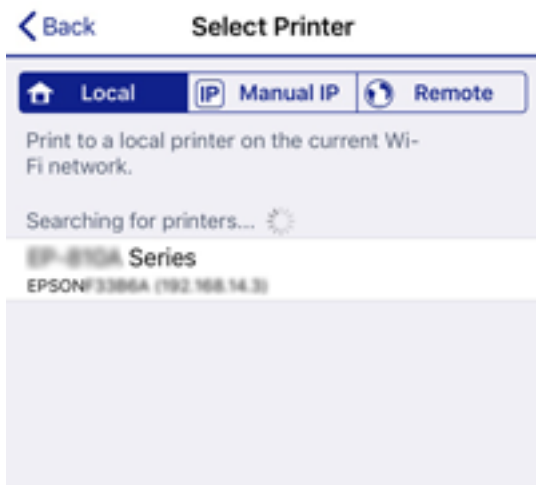 Back Select Printer
Local IP Manual IP Remote
Print to a local printer on the current Wi-
Fi network.
Searching for printers...
Series
EPSON